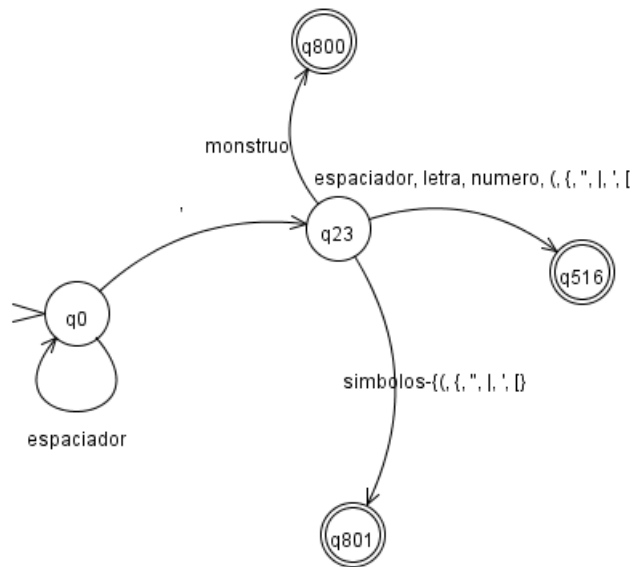 q800
monstruo
espaciador, letra, numero, (, {, ", |, ', [
,
q23
q516
q0
simbolos-{(, {, ", |, ', [}
espaciador
q801